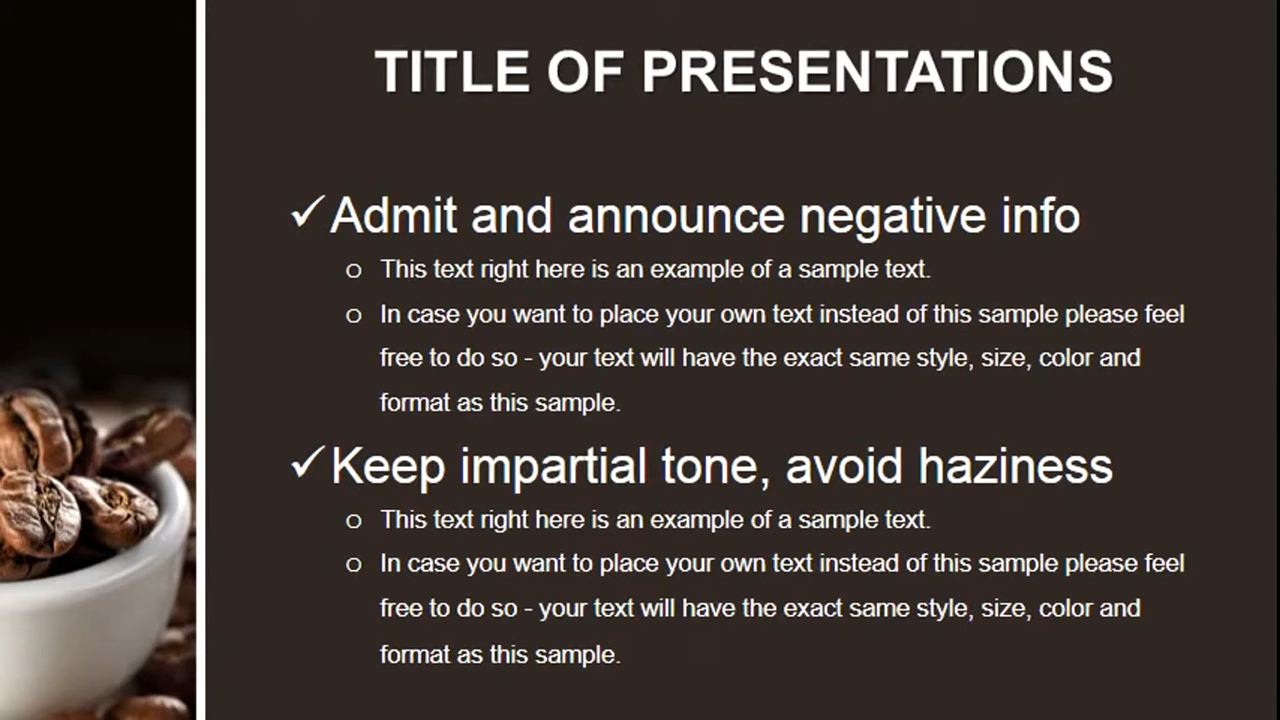 TITLE OF PRESENTATIONS
✓Admit and announce negative info
o This text right here is an example of a sample text.
o In case you want to place your own text instead of this sample please feel
free to do so - your text will have the exact same style, size, color and
format as this sample.
✓Keep impartial tone, avoid haziness
o This text right here is an example of a sample text.
o In case you want to place your own text instead of this sample please feel
free to do so - your text will have the exact same style, size, color and
format as this sample.